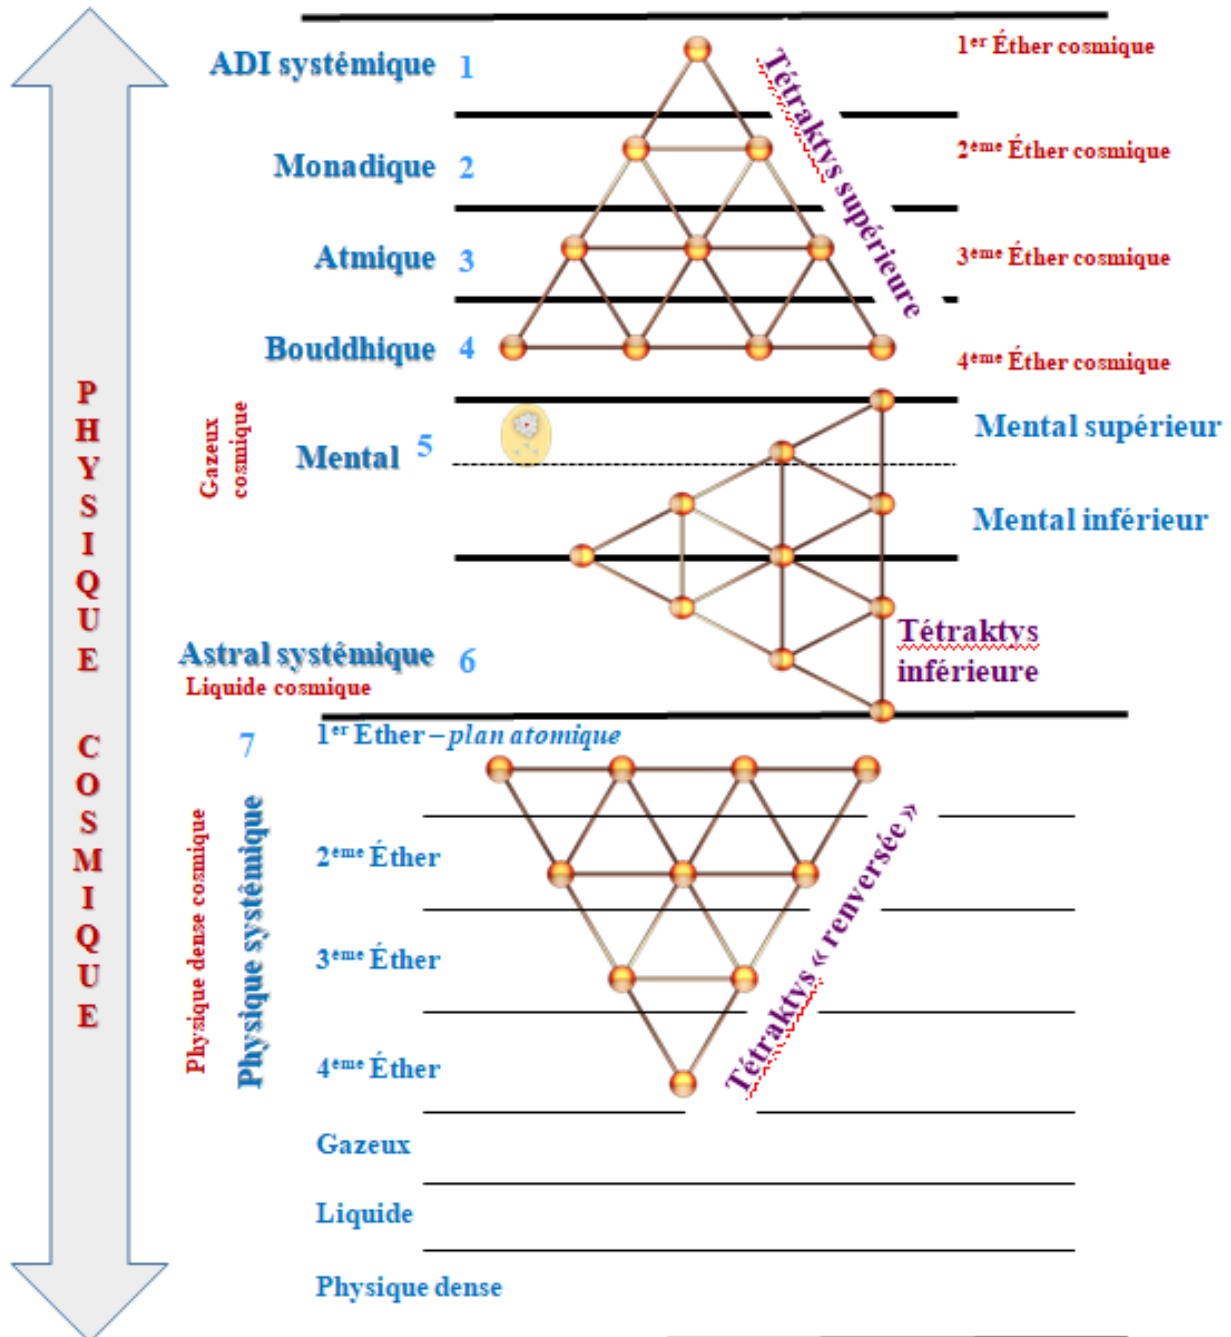 ADI systémique 1
1er Éther cosmique
Tétraktys supérieure
Monadique 2
2ème Éther cosmique
Atmique 3
3ème Éther cosmique
Bouddhique 4
4ème Éther cosmique
PHYSIQUE COSMIQUE
Gazeux
cosmique
Mental 5
Mental supérieur
Mental inférieur
Astral systémique 6
Liquide cosmique
Tétraktys
inférieure
7
1er Ether – plan atomique
Physique dense cosmique
Physique systémique
2ème Éther
Tétraktys « renversée »
3ème Éther
4ème Éther
Gazeux
Liquide
Physique dense